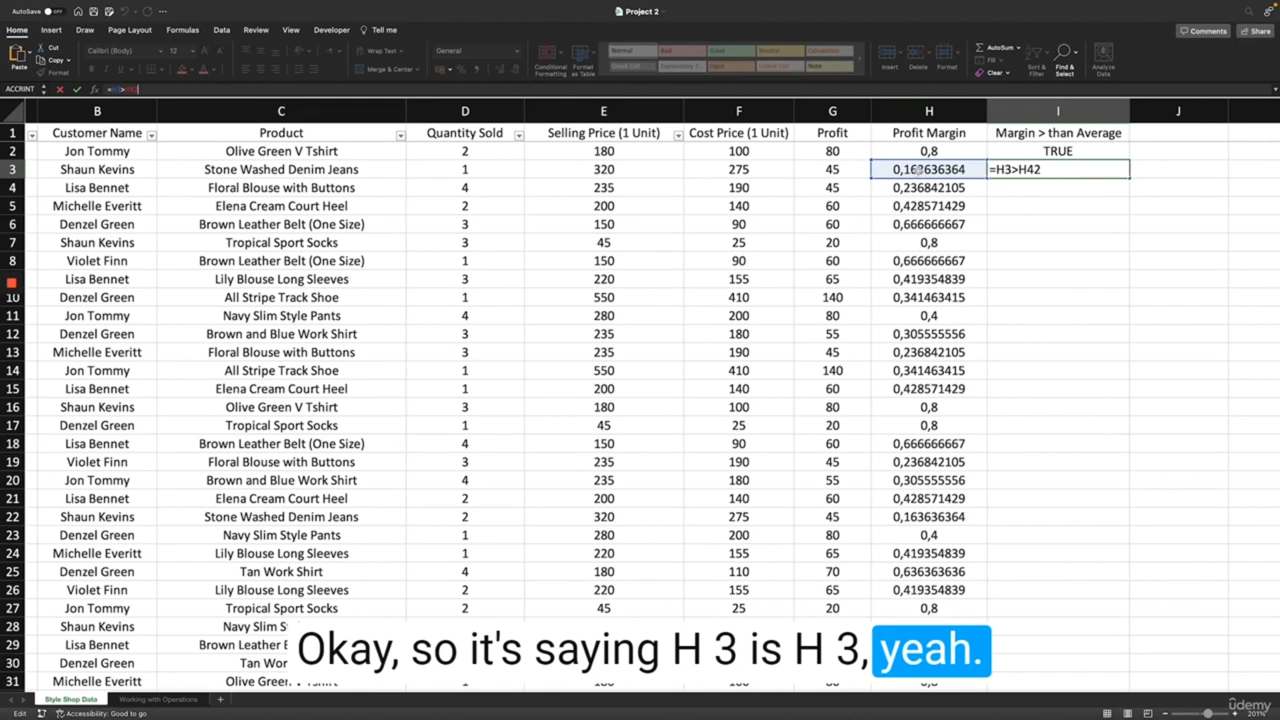 AutoSave OFF Project 2
Home Insert Draw Page Layout Formulas Data Review View Developer Tell me Comments Share
Paste Cut Copy Format Calibri (Body) 12 Wrap Text Merge & Center General Conditional Formatting Format as Table Normal Bad Good Neutral Calculation Check Cell Explanatory T... Input Linked Cell Note Insert Delete Format AutoSum Fill Clear Sort & Filter Find & Select Analyze Data
ACCRINT fx =H3>H42
B C D E F G H I J
1 Customer Name Product Quantity Sold Selling Price (1 Unit) Cost Price (1 Unit) Profit Profit Margin Margin > than Average
2 Jon Tommy Olive Green V Tshirt 2 180 100 80 0,8 TRUE
3 Shaun Kevins Stone Washed Denim Jeans 1 320 275 45 0,163636364 =H3>H42
4 Lisa Bennet Floral Blouse with Buttons 4 235 190 45 0,236842105
5 Michelle Everitt Elena Cream Court Heel 2 200 140 60 0,428571429
6 Denzel Green Brown Leather Belt (One Size) 3 150 90 60 0,666666667
7 Shaun Kevins Tropical Sport Socks 3 45 25 20 0,8
8 Violet Finn Brown Leather Belt (One Size) 1 150 90 60 0,666666667
Lisa Bennet Lily Blouse Long Sleeves 3 220 155 65 0,419354839
10 Denzel Green All Stripe Track Shoe 1 550 410 140 0,341463415
11 Jon Tommy Navy Slim Style Pants 4 280 200 80 0,4
12 Denzel Green Brown and Blue Work Shirt 3 235 180 55 0,305555556
13 Michelle Everitt Floral Blouse with Buttons 3 235 190 45 0,236842105
14 Jon Tommy All Stripe Track Shoe 1 550 410 140 0,341463415
15 Lisa Bennet Elena Cream Court Heel 1 200 140 60 0,428571429
16 Shaun Kevins Olive Green V Tshirt 3 180 100 80 0,8
17 Denzel Green Tropical Sport Socks 1 45 25 20 0,8
18 Lisa Bennet Brown Leather Belt (One Size) 4 150 90 60 0,666666667
19 Violet Finn Floral Blouse with Buttons 3 235 190 45 0,236842105
20 Jon Tommy Brown and Blue Work Shirt 4 235 180 55 0,305555556
21 Lisa Bennet Elena Cream Court Heel 2 200 140 60 0,428571429
22 Shaun Kevins Stone Washed Denim Jeans 2 320 275 45 0,163636364
23 Denzel Green Navy Slim Style Pants 1 280 200 80 0,4
24 Michelle Everitt Lily Blouse Long Sleeves 1 220 155 65 0,419354839
25 Denzel Green Tan Work Shirt 4 180 110 70 0,636363636
26 Violet Finn Lily Blouse Long Sleeves 2 220 155 65 0,419354839
27 Jon Tommy Tropical Sport Socks 2 45 25 20 0,8
28 Shaun Kevins Navy S
29 Lisa Bennet Brown Leather B
30 Denzel Green Tan Wo
31 Michelle Everitt Lily Blouse
Okay, so it's saying H 3 is H 3, yeah.
Style Shop Data Working with Operations +
Edit Accessibility: Good to go 201%
udemy